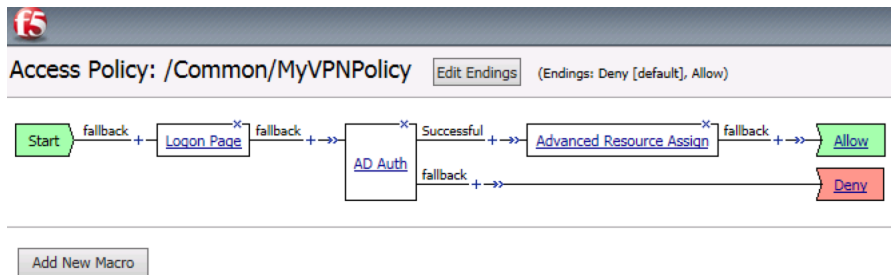 f5
Access Policy: /Common/MyVPNPolicy Edit Endings (Endings: Deny [default], Allow)
Start fallback + Logon Page × fallback + AD Auth × Successful + Advanced Resource Assign × fallback + Allow
fallback + Deny
Add New Macro